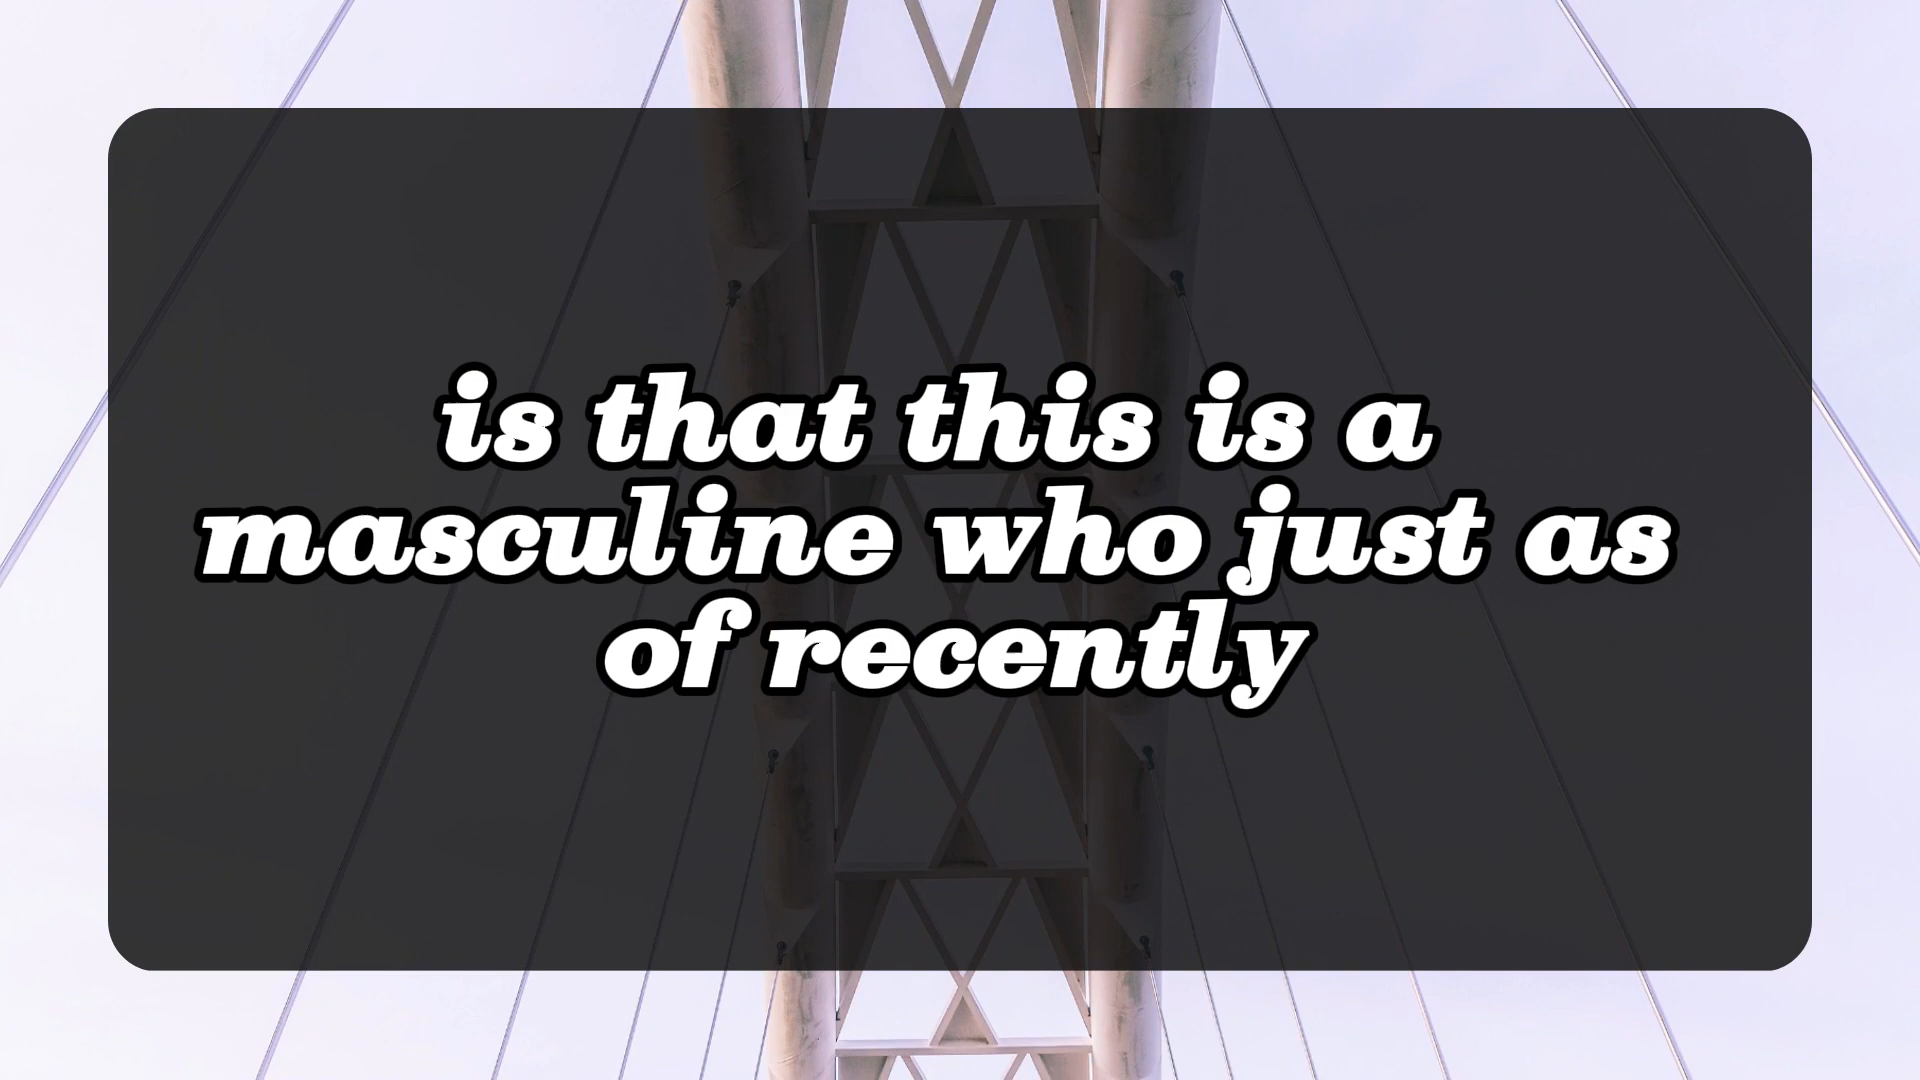 is that this is a
masculine who just as
of recently